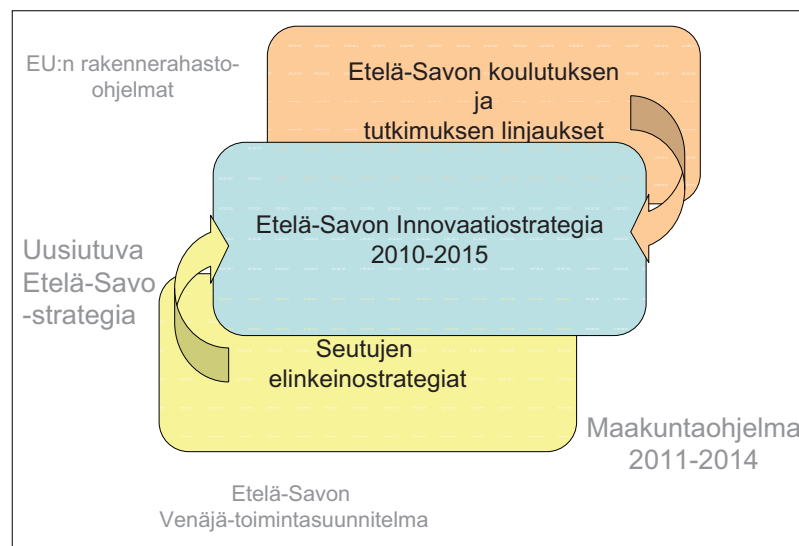 EU:n rakennerahasto-
ohjelmat
Etelä-Savon koulutuksen
ja
tutkimuksen linjaukset
Etelä-Savon Innovaatiostrategia
2010-2015
Uusiutuva
Etelä-Savo
-strategia
Seutujen
elinkeinostrategiat
Maakuntaohjelma
2011-2014
Etelä-Savon
Venäjä-toimintasuunnitelma